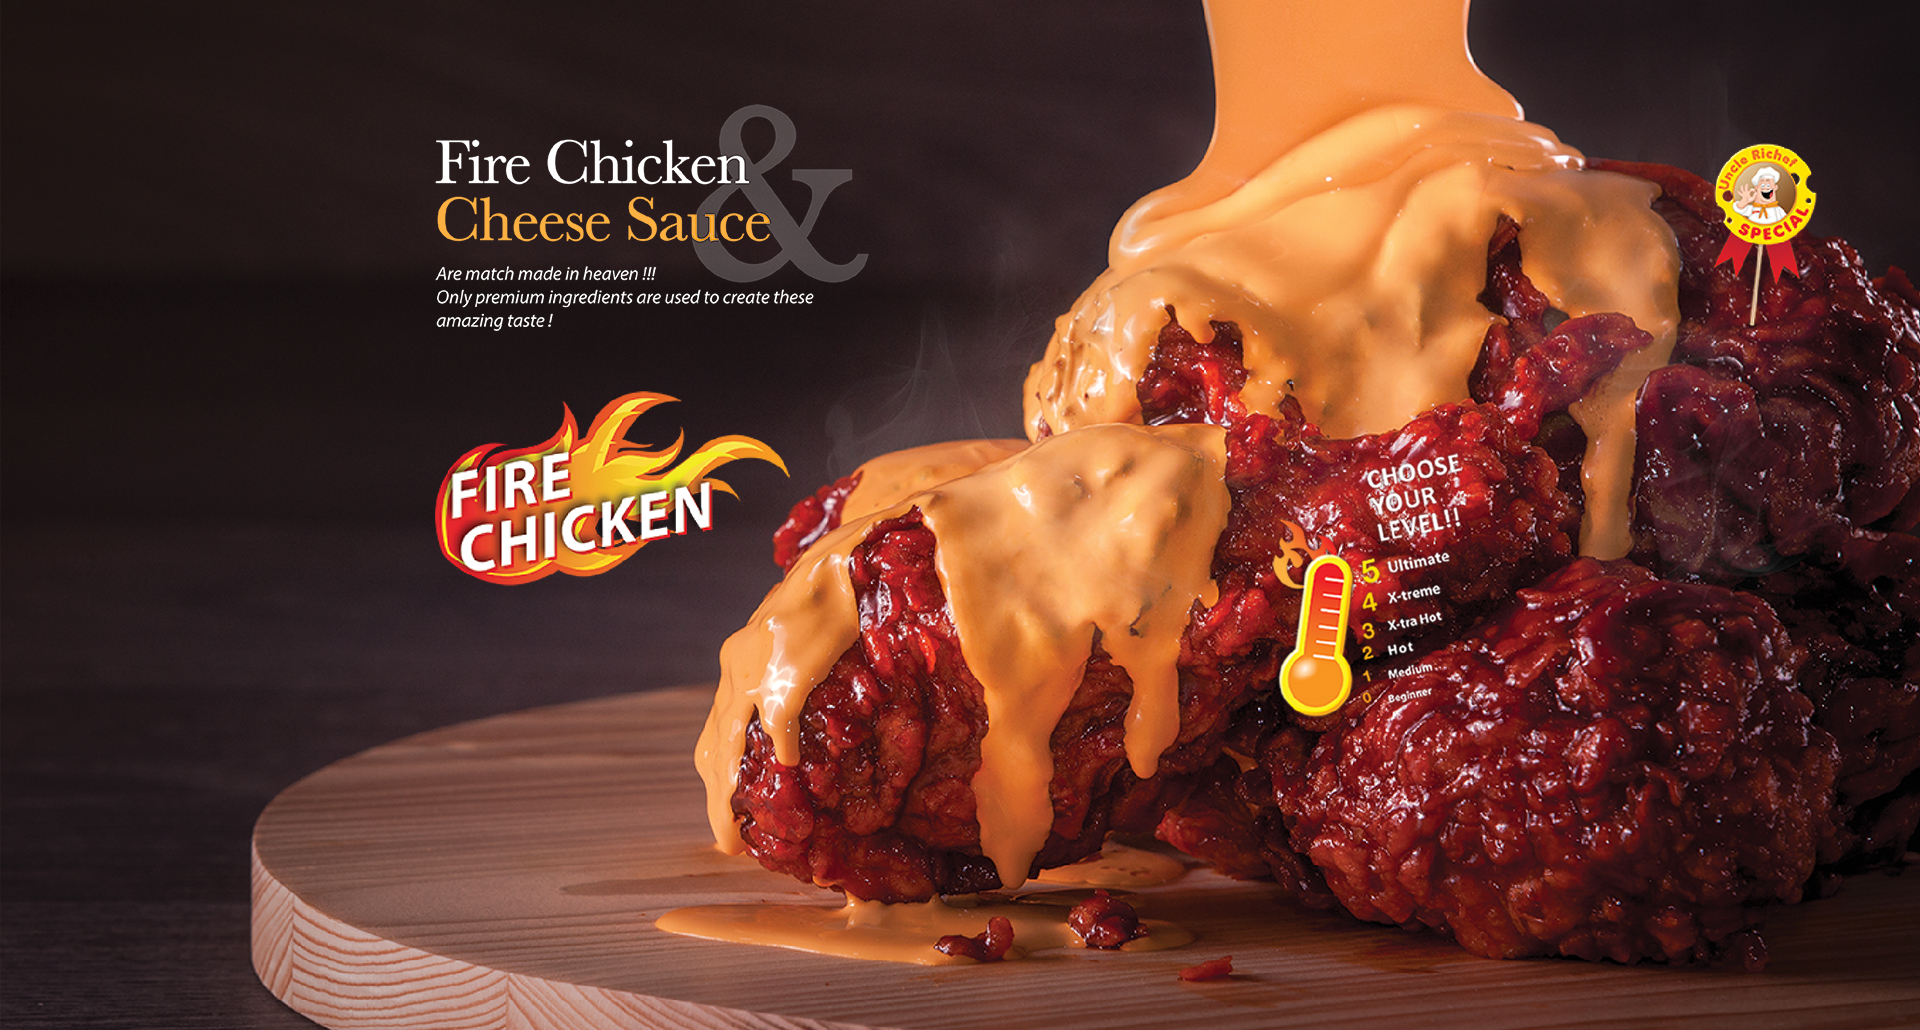 Fire Chicken
&
Cheese Sauce
Are match made in heaven !!!
Only premium ingredients are used to create these
amazing taste !
FIRE
CHICKEN
Uncle Richef
SPECIAL
CHOOSE
YOUR
LEVEL!!
5 Ultimate
4 X-treme
3 X-tra Hot
2 Hot
1 Medium
0 Beginner